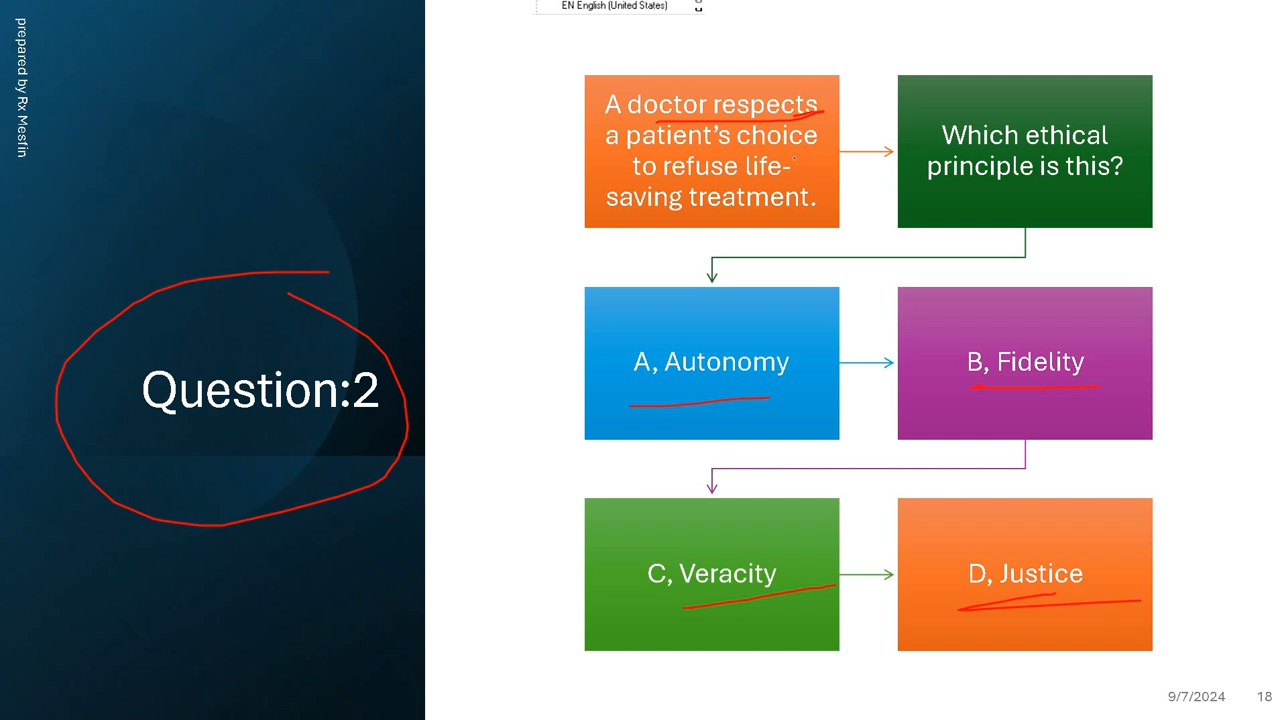 EN English (United States)
prepared by Rx Mesfin
Question:2
A doctor respects
a patient’s choice
to refuse life-
saving treatment.
Which ethical
principle is this?
A, Autonomy
B, Fidelity
C, Veracity
D, Justice
9/7/2024
18